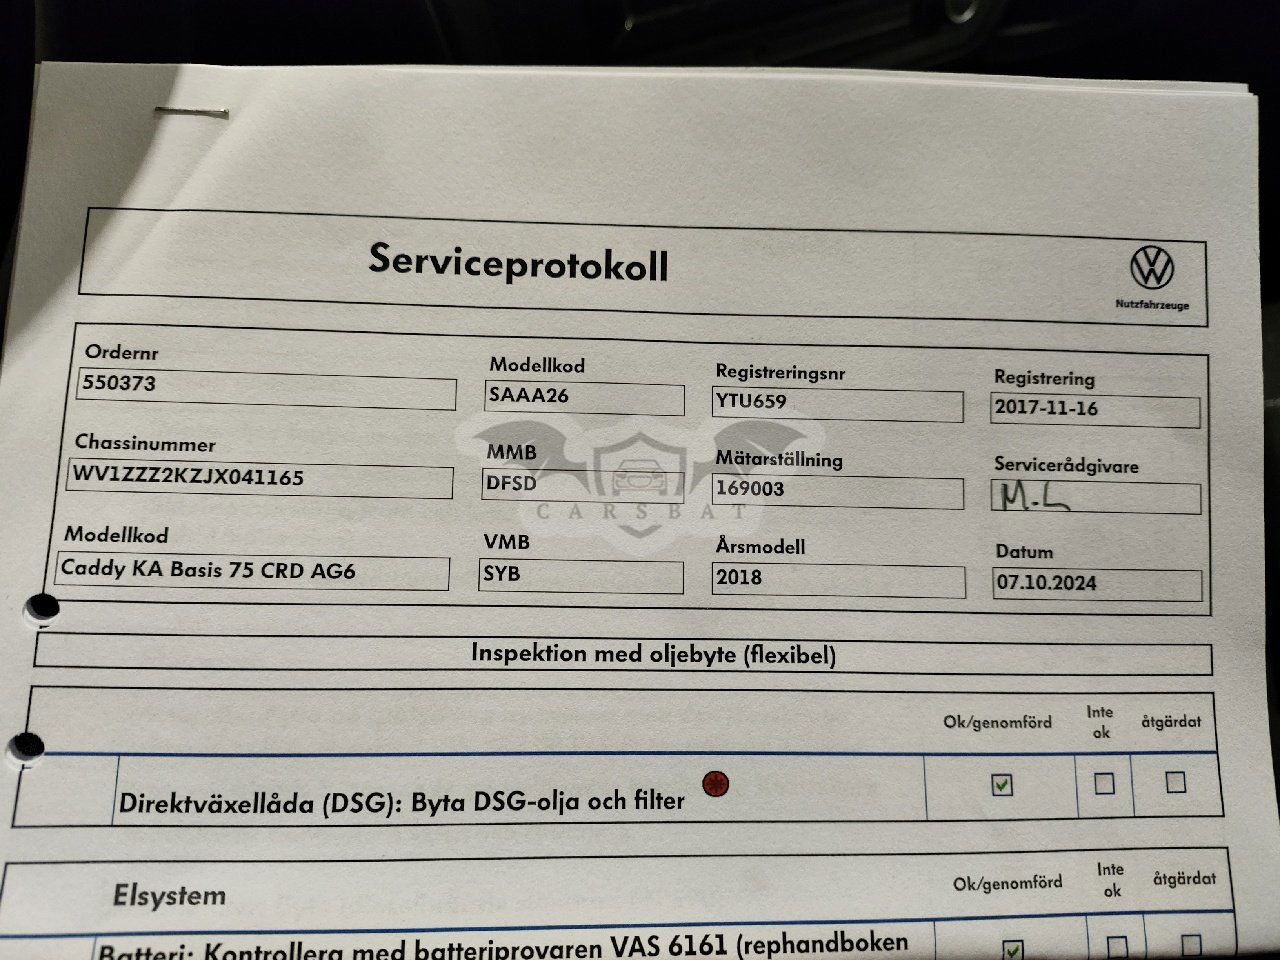 Serviceprotokoll
Nutzfahrzeuge
Ordernr
550373
Modellkod
SAAA26
Registreringsnr
YTU659
Registrering
2017-11-16
Chassinummer
WV1ZZZ2KZJX041165
MMB
DFSD
Mätarställning
169003
Servicerådgivare
M.L
Modellkod
Caddy KA Basis 75 CRD AG6
VMB
SYB
Årsmodell
2018
Datum
07.10.2024
CARSBAT
Inspektion med oljebyte (flexibel)
Ok/genomförd
Inte
ok
åtgärdat
Direktväxellåda (DSG): Byta DSG-olja och filter
Elsystem
Ok/genomförd
Inte
ok
åtgärdat
Batteri: Kontrollera med batteriprovaren VAS 6161 (rephandboken